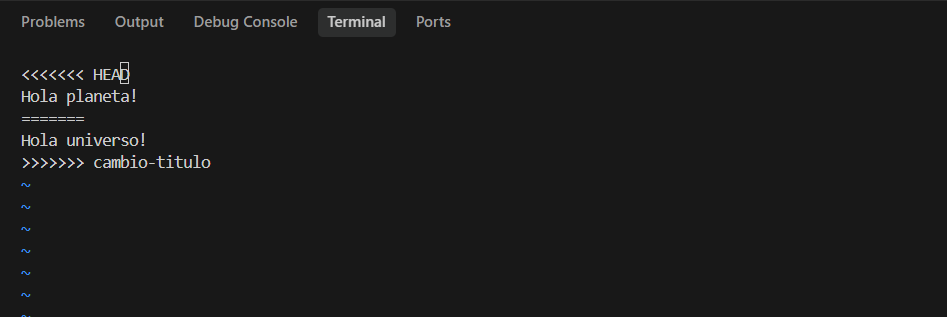 Problems Output Debug Console Terminal Ports
<<<<<<< HEAD
Hola planeta!
=======
Hola universo!
>>>>>>> cambio-titulo
~
~
~
~
~
~
~